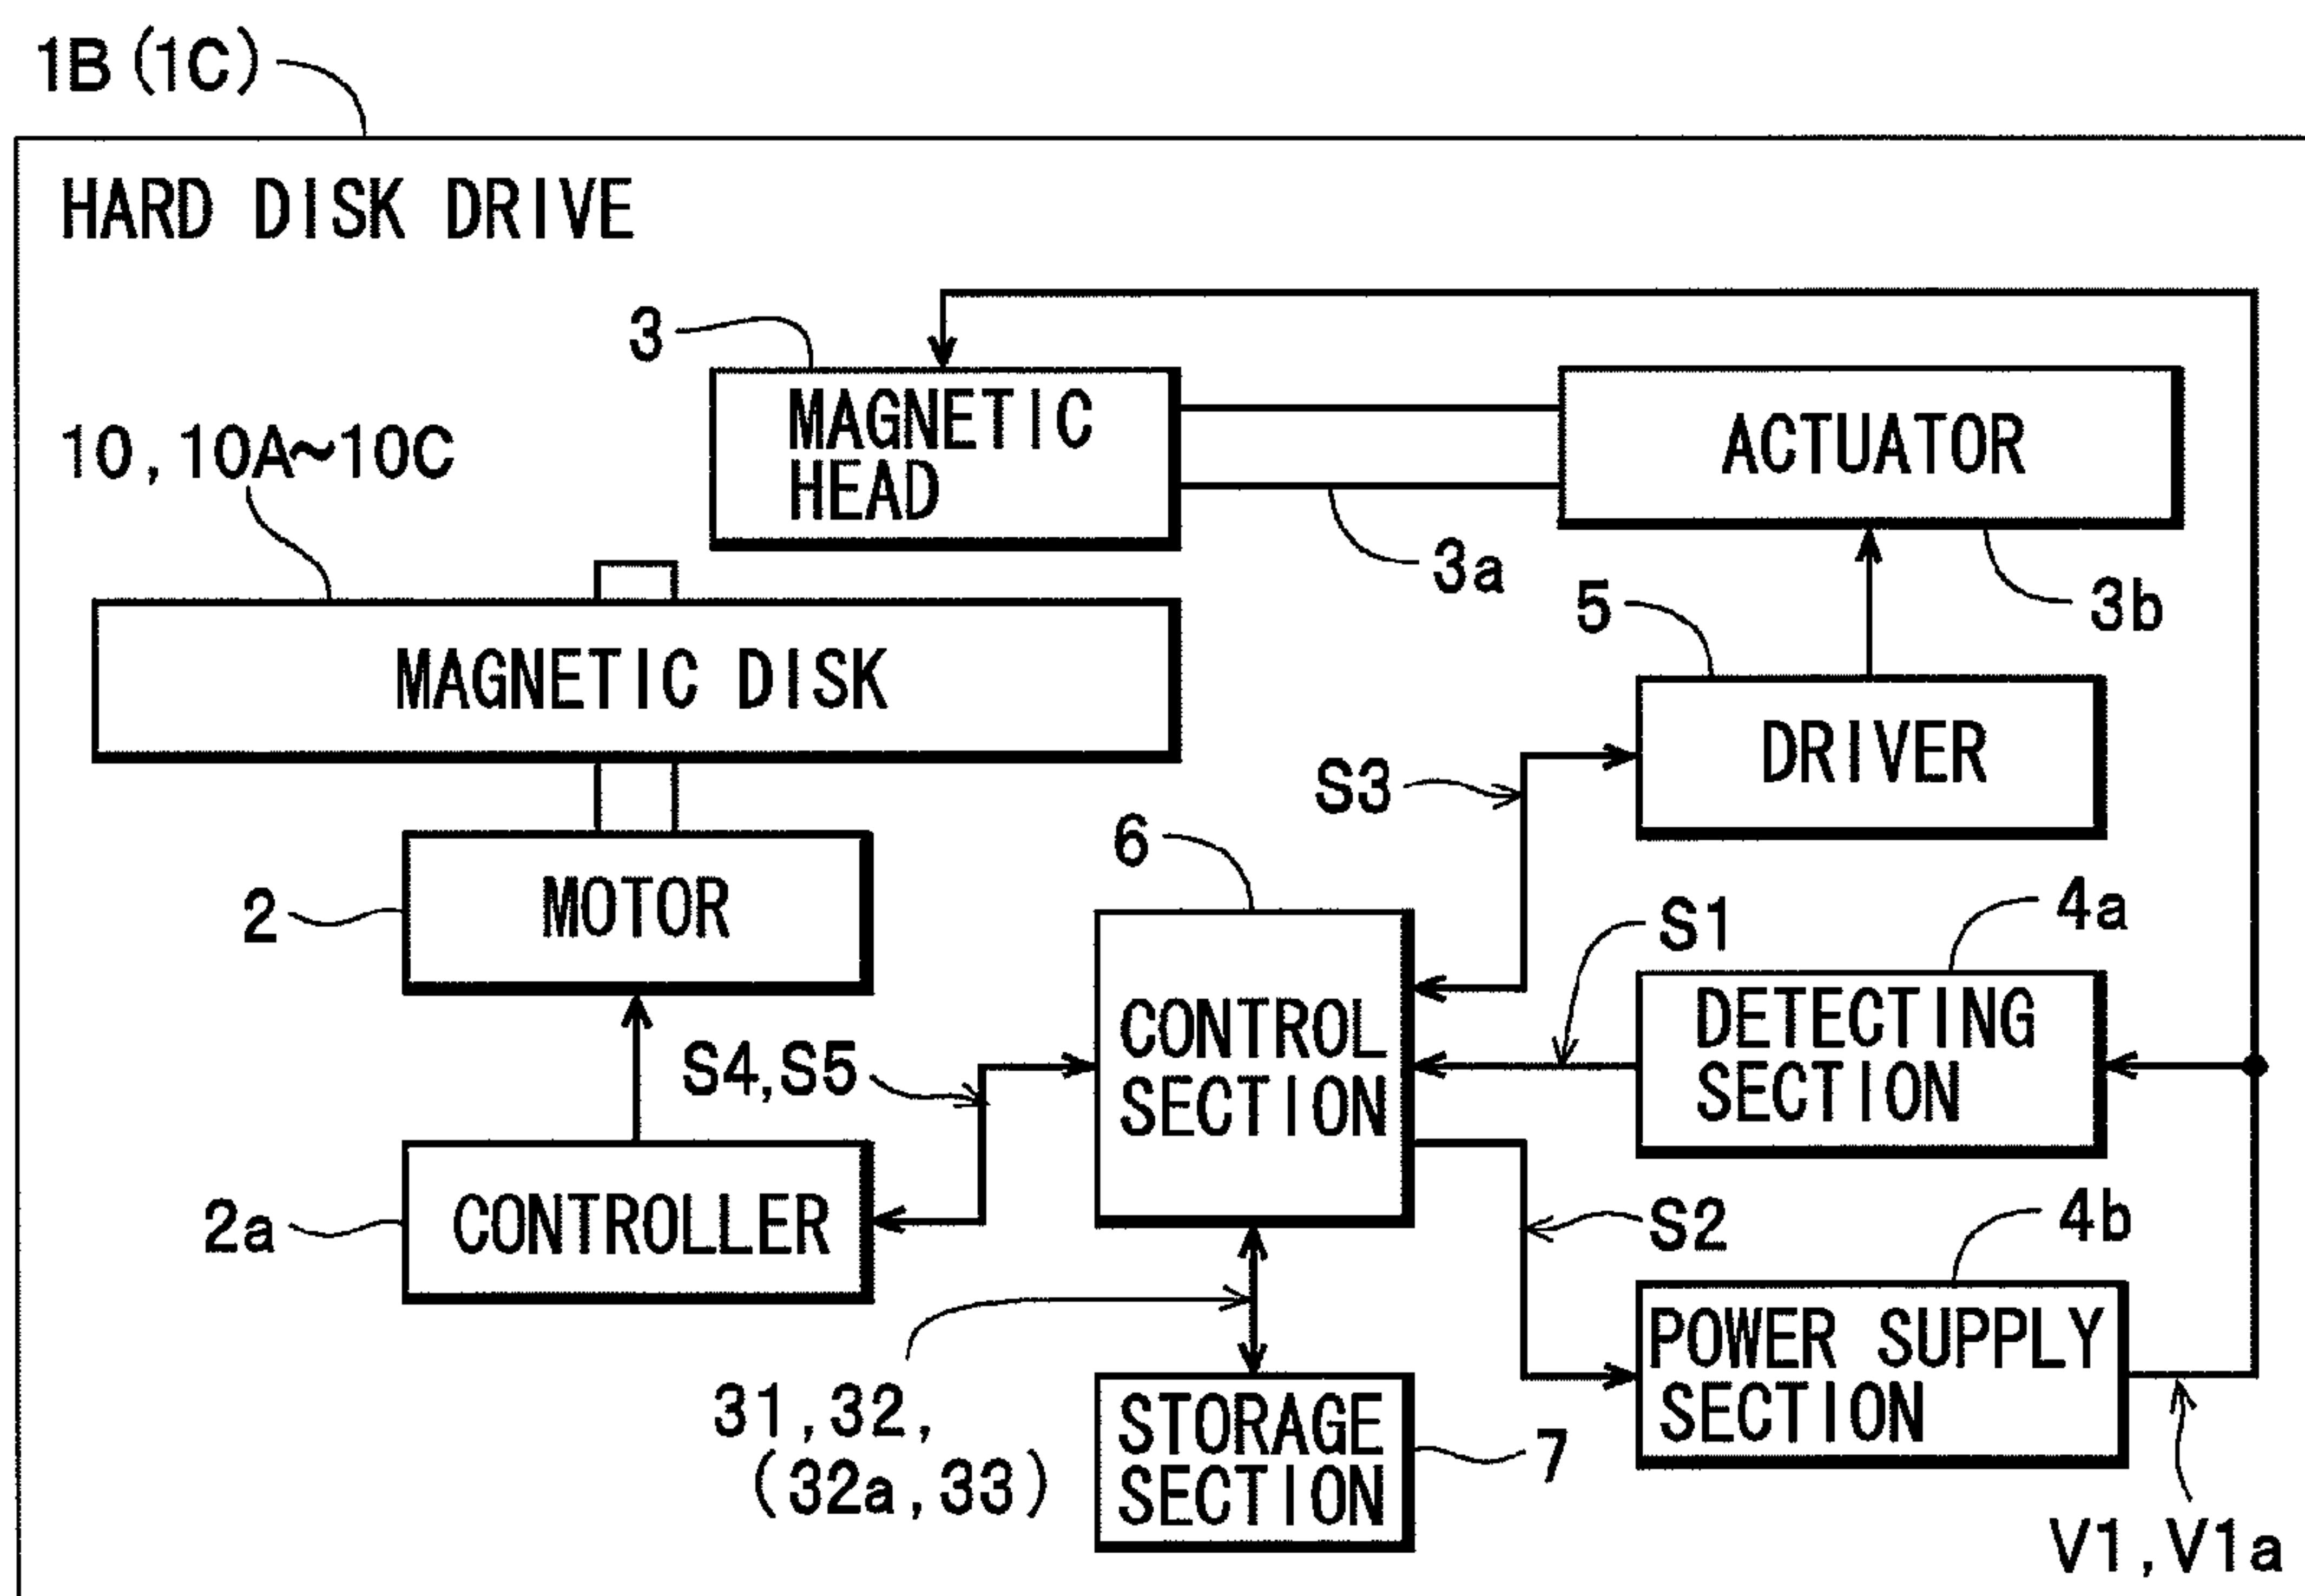 1B(1C)
HARD DISK DRIVE
3
MAGNETIC
HEAD
ACTUATOR
10,10A~10C
3a
3b
5
MAGNETIC DISK
DRIVER
S3
6
2
MOTOR
S1
4a
CONTROL
SECTION
DETECTING
SECTION
S4,S5
2a
CONTROLLER
S2
4b
POWER SUPPLY
SECTION
31,32,
(32a,33)
STORAGE
SECTION
7
V1,V1a